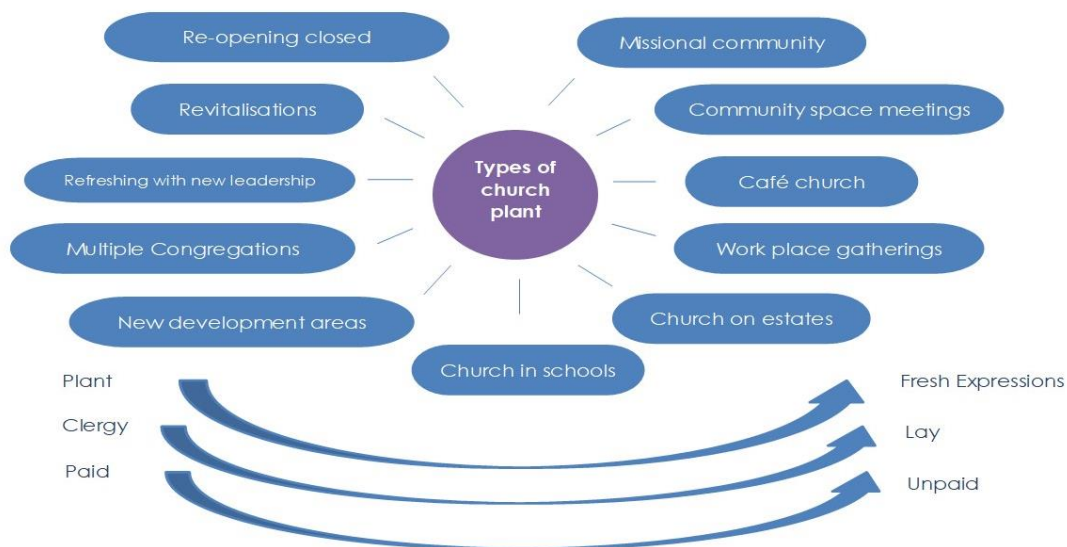 Re-opening closed
Missional community
Revitalisations
Community space meetings
Types of
church
plant
Refreshing with new leadership
Café church
Multiple Congregations
Work place gatherings
New development areas
Church on estates
Church in schools
Plant
Fresh Expressions
Clergy
Lay
Paid
Unpaid